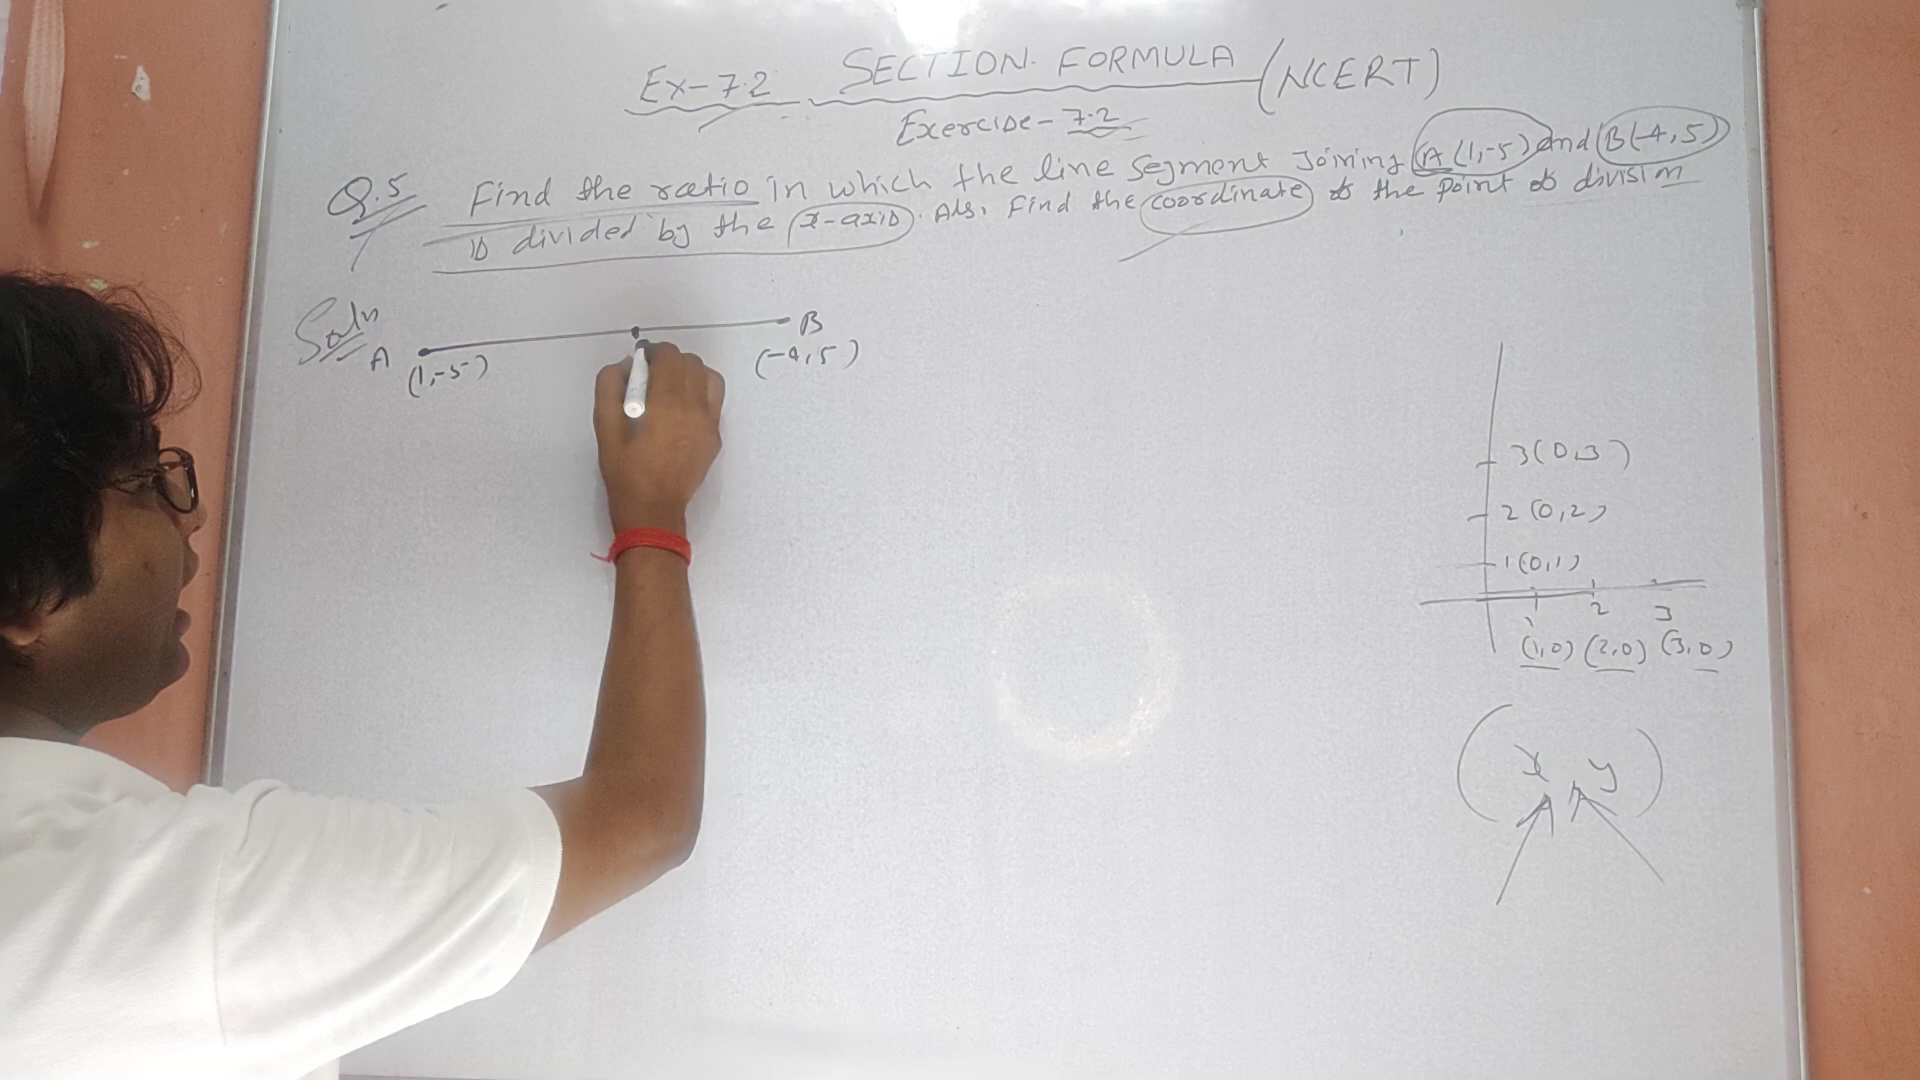 Ex-7.2 SECTION FORMULA (NCERT)
Exercise-7.2
Q.5 Find the ratio in which the line segment joining A(1,-5) and B(-4,5)
is divided by the x-axis. Also Find the coordinate of the point of division
Soln
A B
(1,-5) (-4,5)
3(0,3)
2(0,2)
1(0,1)
1 2 3
(1,0) (2,0) (3,0)
(x, y)